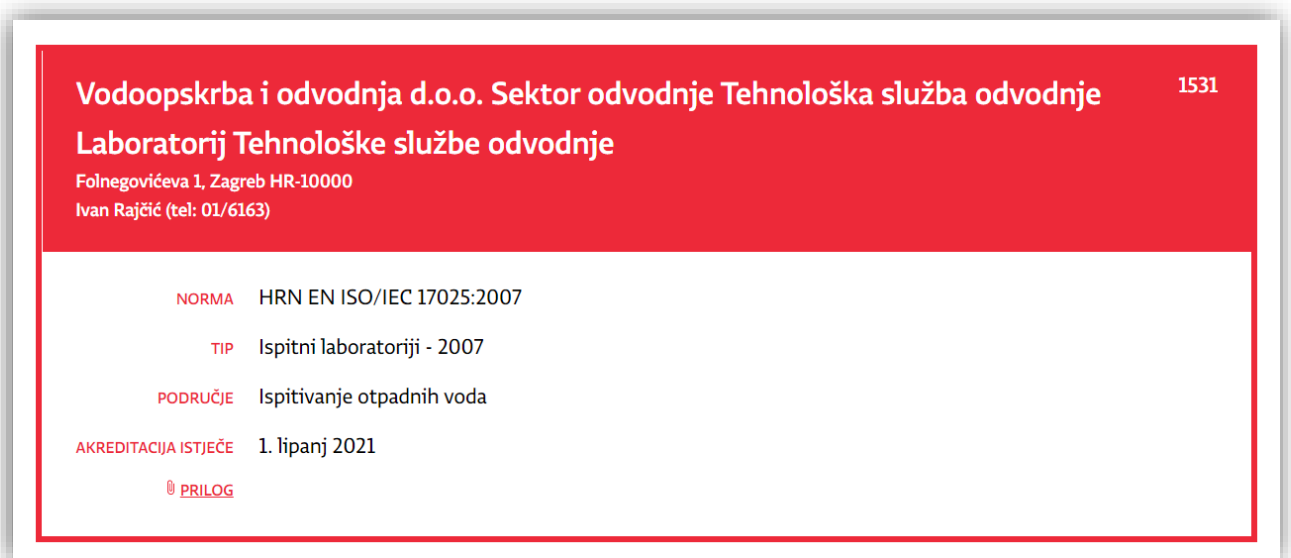 Vodoopskrba i odvodnja d.o.o. Sektor odvodnje Tehnološka služba odvodnje 1531
Laboratorij Tehnološke službe odvodnje
Folnegovićeva 1, Zagreb HR-10000
Ivan Rajčić (tel: 01/6163)
NORMA HRN EN ISO/IEC 17025:2007
TIP Ispitni laboratoriji - 2007
PODRUČJE Ispitivanje otpadnih voda
AKREDITACIJA ISTJEČE 1. lipanj 2021
PRILOG